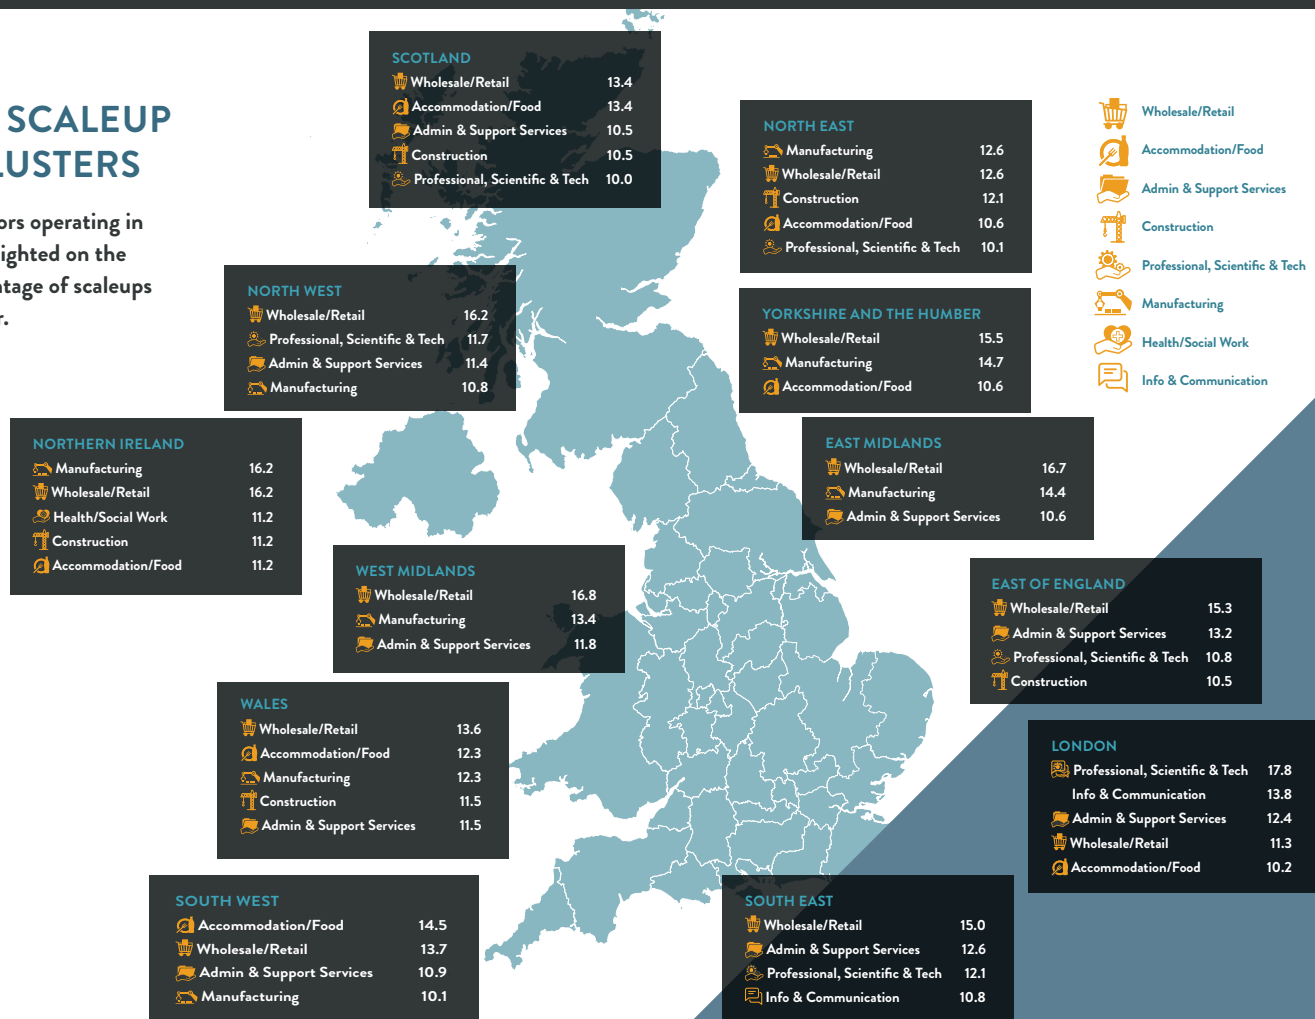 SCALEUP
LUSTERS
ors operating in
ighted on the
ntage of scaleups
r.
SCOTLAND
Wholesale/Retail 13.4
Accommodation/Food 13.4
Admin & Support Services 10.5
Construction 10.5
Professional, Scientific & Tech 10.0
NORTH EAST
Manufacturing 12.6
Wholesale/Retail 12.6
Construction 12.1
Accommodation/Food 10.6
Professional, Scientific & Tech 10.1
Wholesale/Retail
Accommodation/Food
Admin & Support Services
Construction
Professional, Scientific & Tech
Manufacturing
Health/Social Work
Info & Communication
NORTH WEST
Wholesale/Retail 16.2
Professional, Scientific & Tech 11.7
Admin & Support Services 11.4
Manufacturing 10.8
YORKSHIRE AND THE HUMBER
Wholesale/Retail 15.5
Manufacturing 14.7
Accommodation/Food 10.6
NORTHERN IRELAND
Manufacturing 16.2
Wholesale/Retail 16.2
Health/Social Work 11.2
Construction 11.2
Accommodation/Food 11.2
EAST MIDLANDS
Wholesale/Retail 16.7
Manufacturing 14.4
Admin & Support Services 10.6
WEST MIDLANDS
Wholesale/Retail 16.8
Manufacturing 13.4
Admin & Support Services 11.8
EAST OF ENGLAND
Wholesale/Retail 15.3
Admin & Support Services 13.2
Professional, Scientific & Tech 10.8
Construction 10.5
WALES
Wholesale/Retail 13.6
Accommodation/Food 12.3
Manufacturing 12.3
Construction 11.5
Admin & Support Services 11.5
LONDON
Professional, Scientific & Tech 17.8
Info & Communication 13.8
Admin & Support Services 12.4
Wholesale/Retail 11.3
Accommodation/Food 10.2
SOUTH WEST
Accommodation/Food 14.5
Wholesale/Retail 13.7
Admin & Support Services 10.9
Manufacturing 10.1
SOUTH EAST
Wholesale/Retail 15.0
Admin & Support Services 12.6
Professional, Scientific & Tech 12.1
Info & Communication 10.8